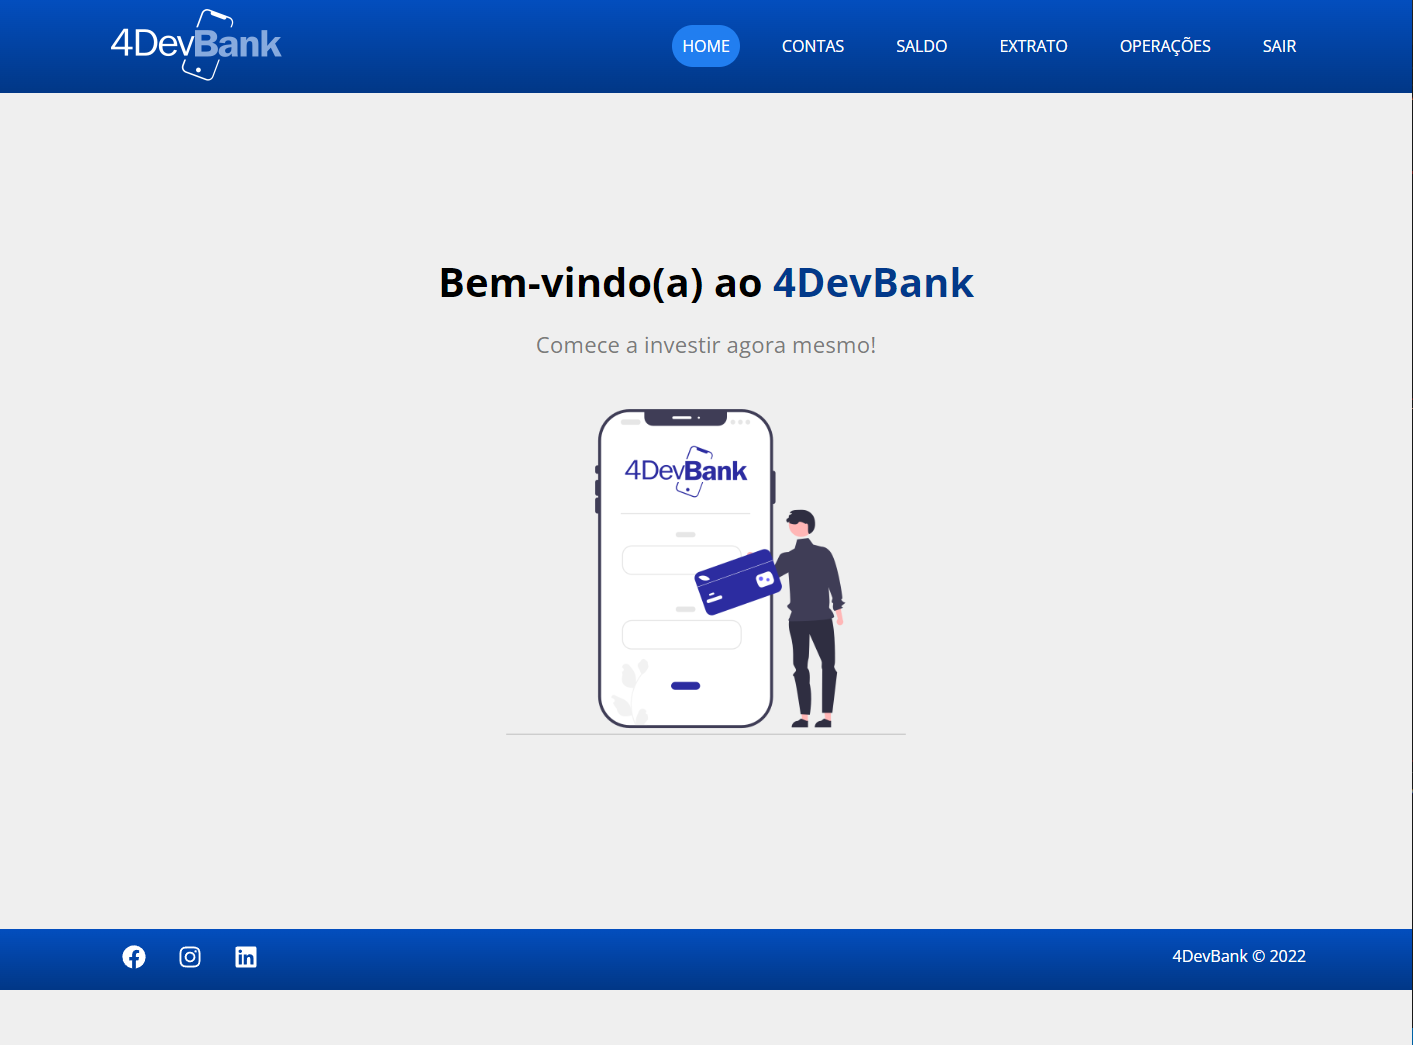 4DevBank
HOME CONTAS SALDO EXTRATO OPERAÇÕES SAIR
Bem-vindo(a) ao 4DevBank
Comece a investir agora mesmo!
4DevBank
4DevBank © 2022